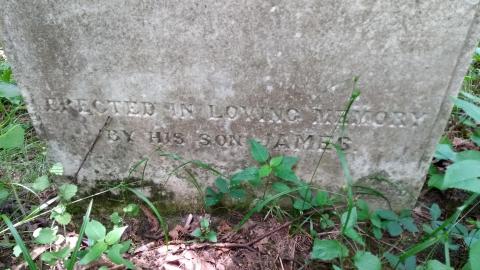 ERECTED IN LOVING MEMORY
BY HIS SON JAMES